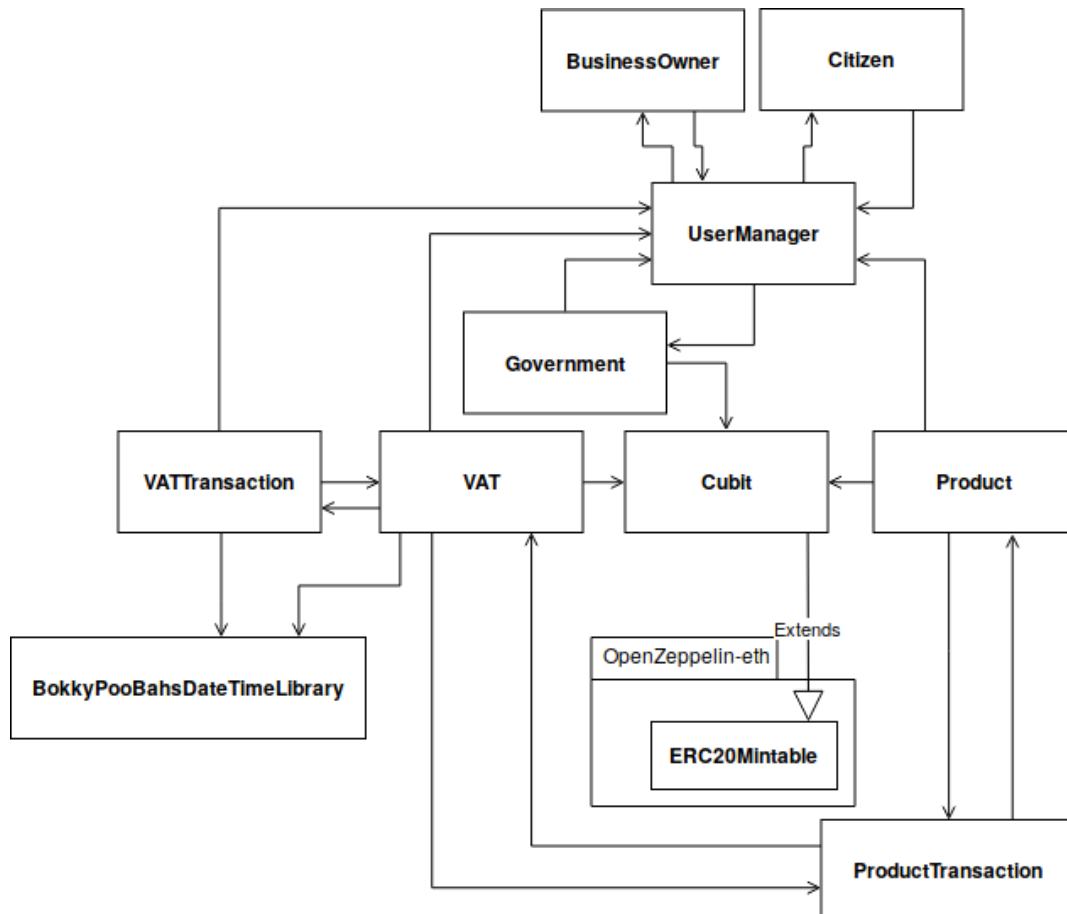 BusinessOwner
Citizen
UserManager
Government
VATTransaction
VAT
Cubit
Product
Extends
OpenZeppelin-eth
BokkyPooBahsDateTimeLibrary
ERC20Mintable
ProductTransaction